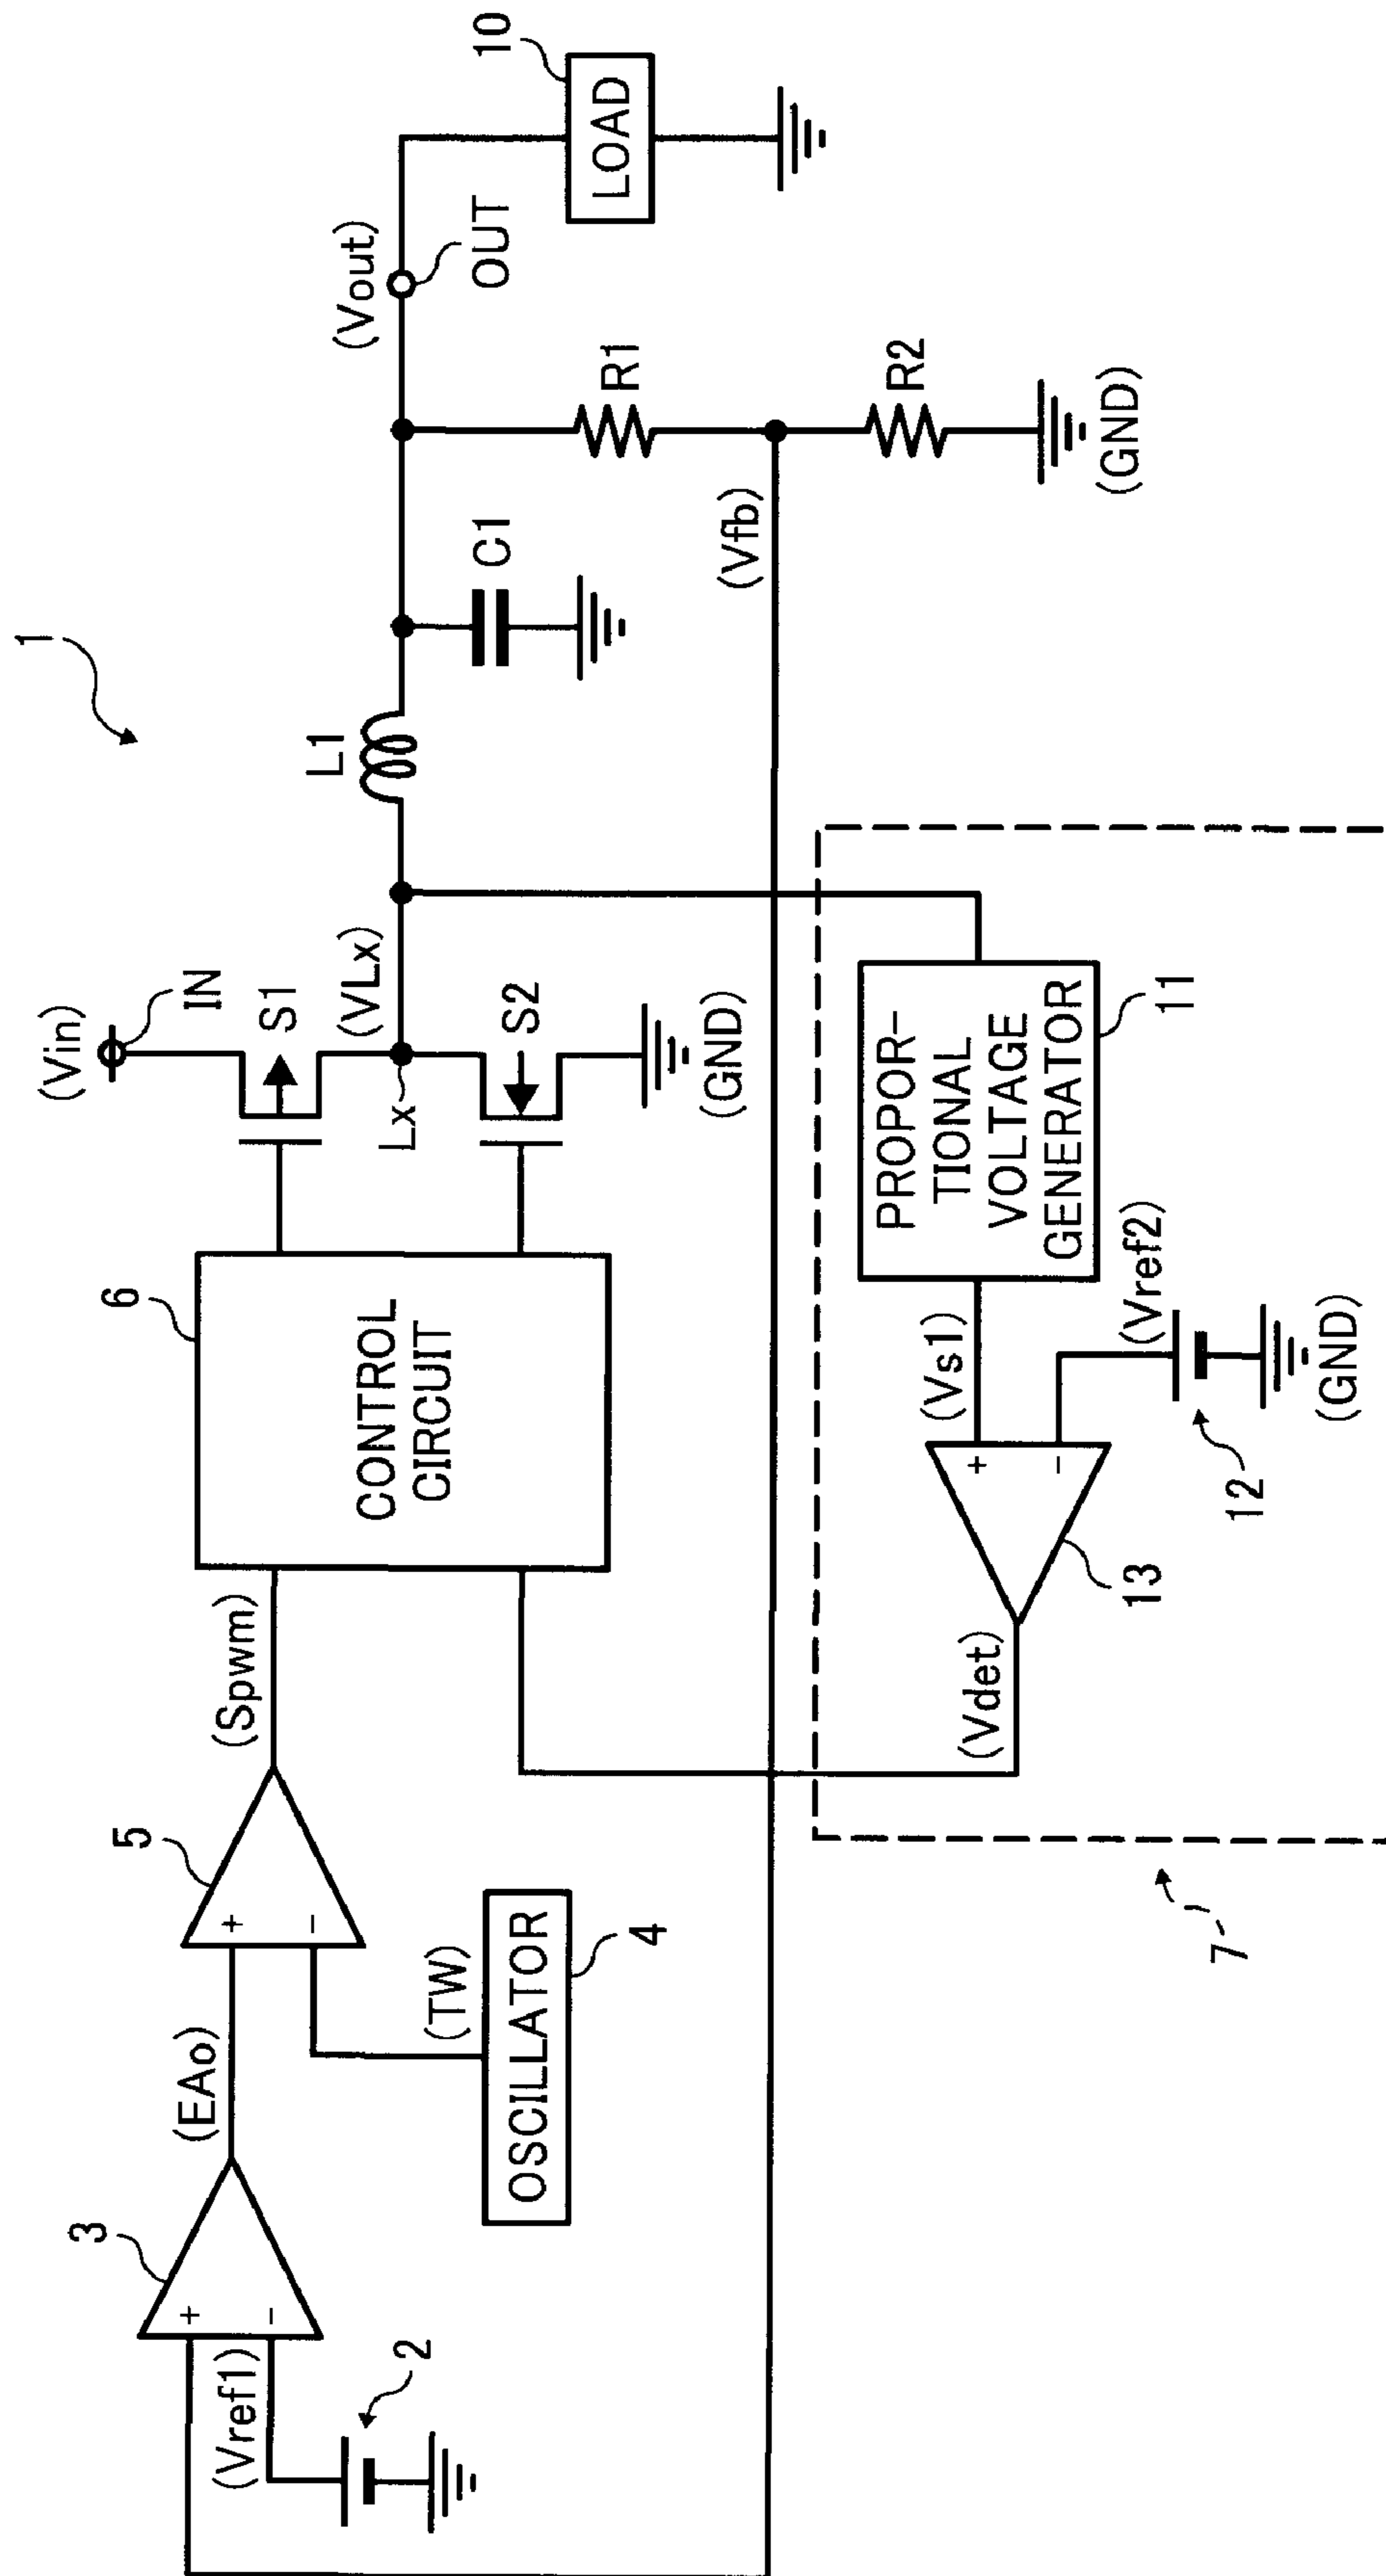 1
(Vin)
IN
S1
(VLx)
Lx
S2
(GND)
L1
C1
(Vout)
OUT
10
LOAD
R1
(Vfb)
R2
(GND)
6
CONTROL
CIRCUIT
(Spwm)
5
+
-
(EAo)
3
+
-
(Vref1)
2
(TW)
OSCILLATOR
4
PROPOR-
TIONAL
VOLTAGE
GENERATOR
11
(Vs1)
(Vref2)
+
-
12
(GND)
13
(Vdet)
7